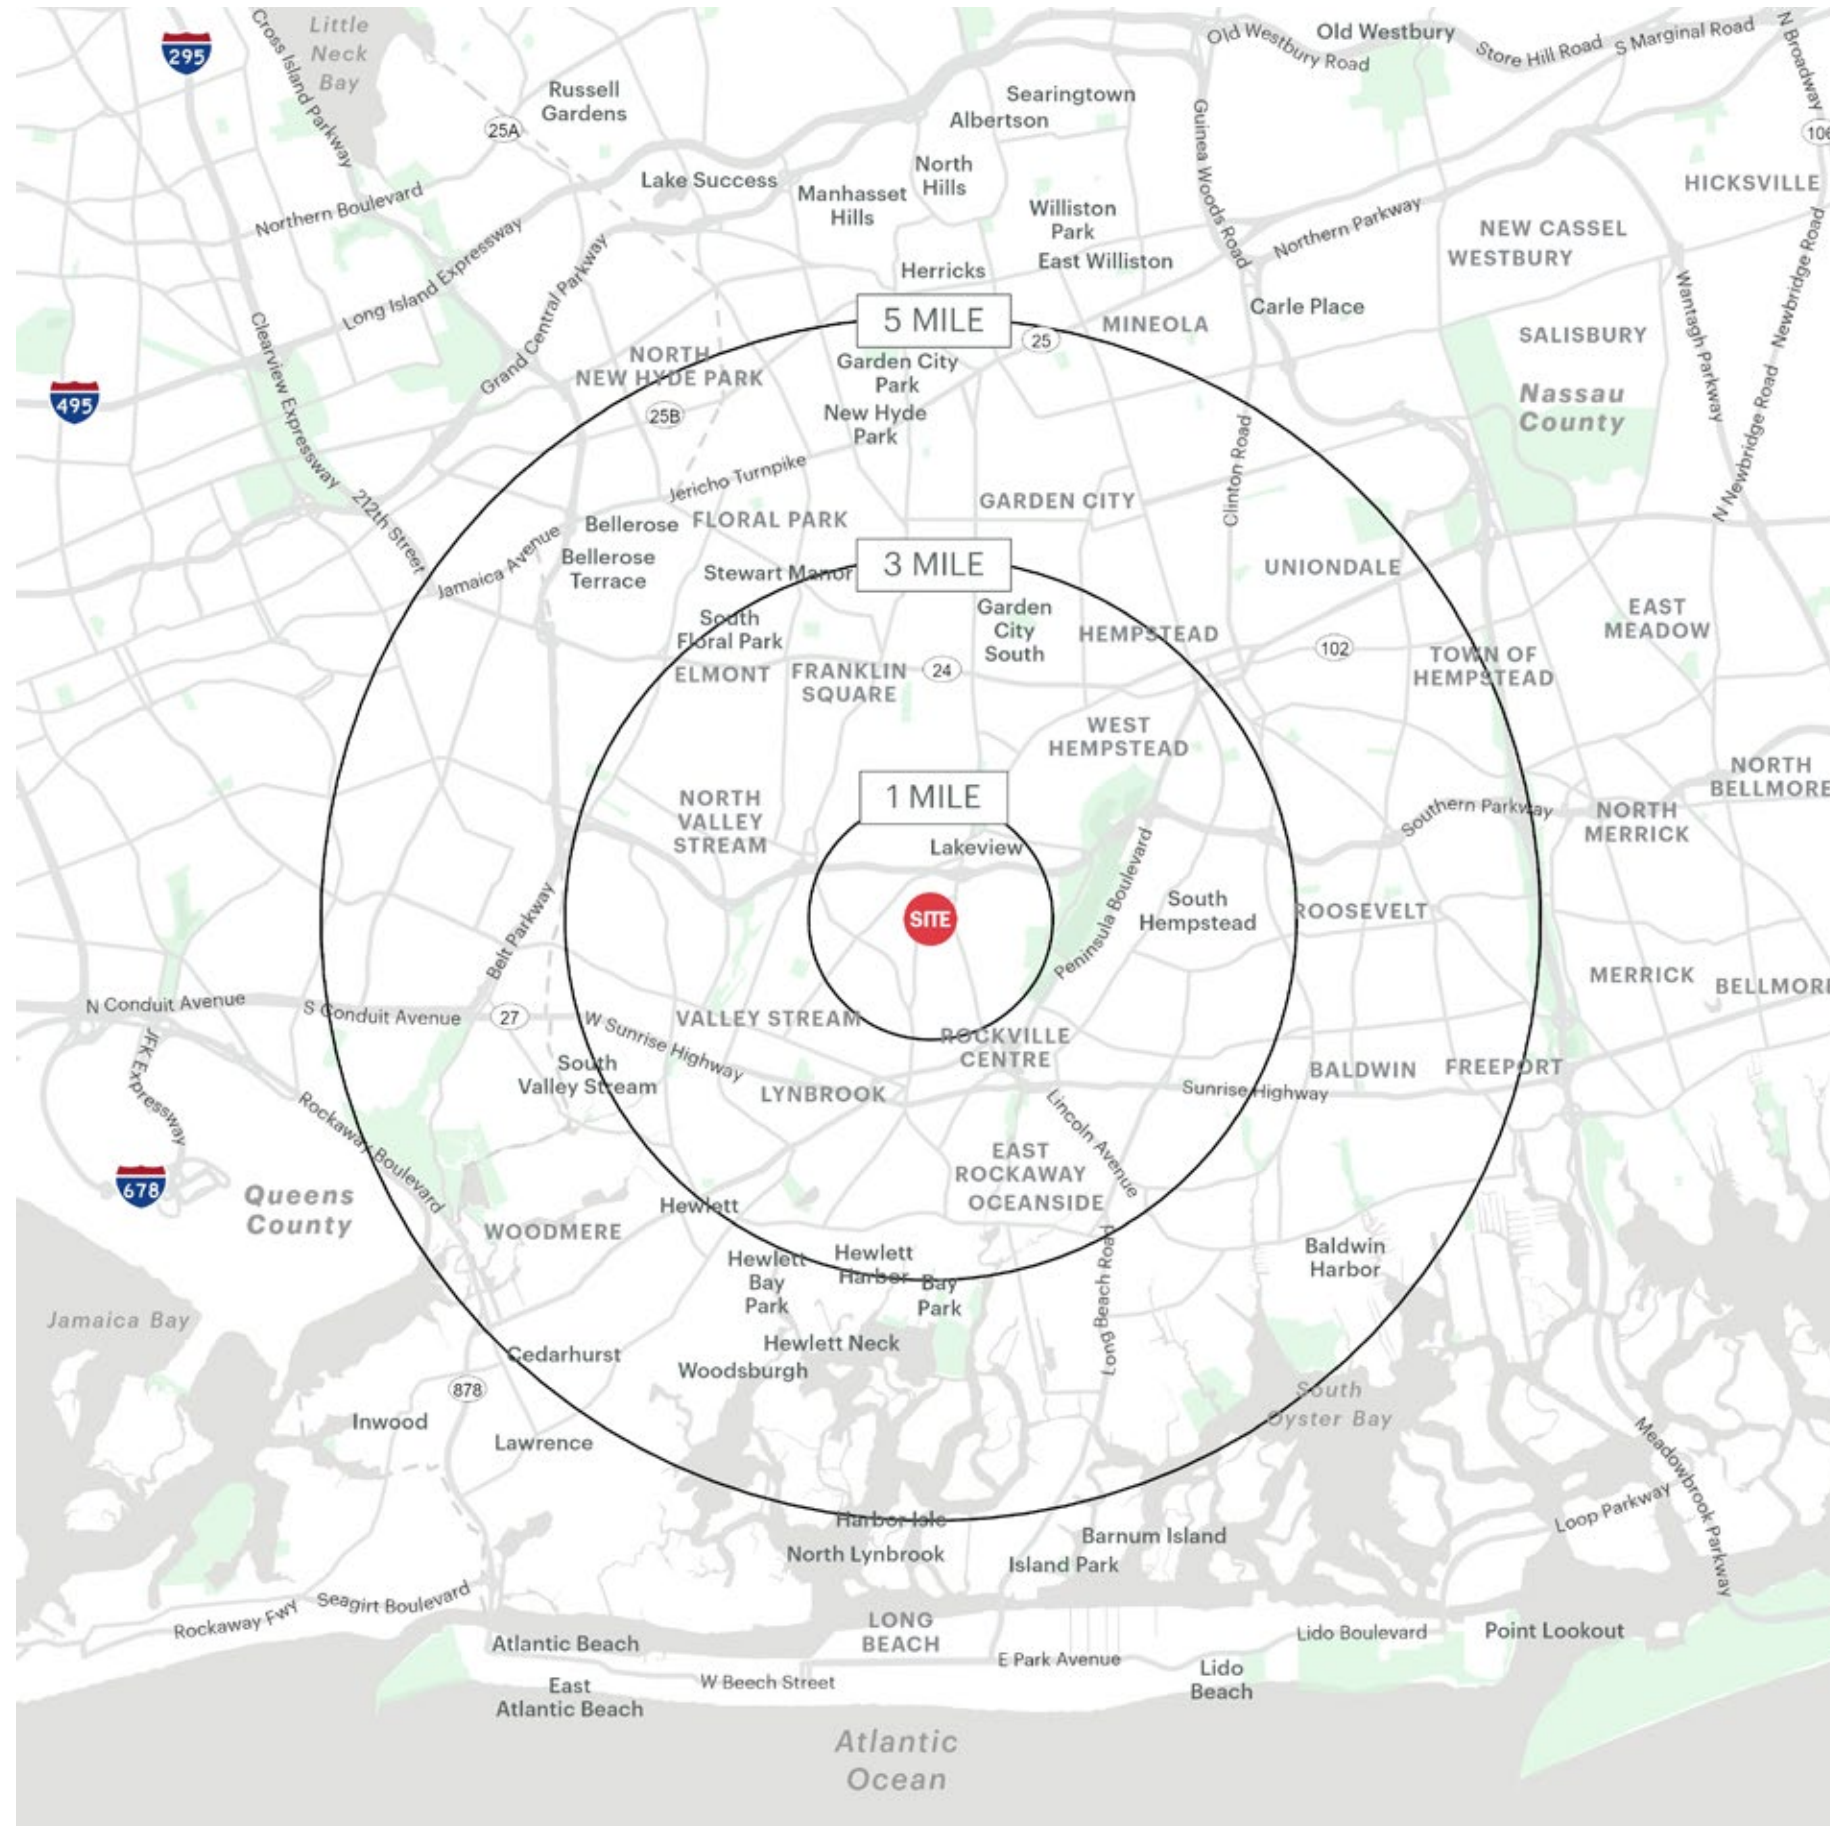 Little
Neck
Bay
295
Cross Island Parkway
Russell
Gardens
25A
Searingtown
Albertson
Old Westbury
Old Westbury Road
Store Hill Road
S Marginal Road
N Broadway
106
Guinea Woods Road
North
Hills
Lake Success
Manhasset
Hills
Williston
Park
East Williston
HICKSVILLE
Northern Boulevard
Northern Parkway
NEW CASSEL
WESTBURY
Long Island Expressway
Grand Central Parkway
Herricks
Carle Place
Wantagh Parkway
Newbridge Road
N Newbridge Road
5 MILE
25
MINEOLA
SALISBURY
Clearview Expressway
NORTH
NEW HYDE PARK
Garden City
Park
Nassau
County
495
25B
New Hyde
Park
Clinton Road
Jericho Turnpike
212th Street
GARDEN CITY
Jamaica Avenue
Bellerose
FLORAL PARK
Bellerose
Terrace
Stewart Manor
3 MILE
UNIONDALE
South
Floral Park
Garden
City
South
HEMPSTEAD
EAST
MEADOW
102
TOWN OF
HEMPSTEAD
ELMONT
FRANKLIN
SQUARE
24
WEST
HEMPSTEAD
NORTH
BELLMORE
NORTH
VALLEY
STREAM
1 MILE
Southern Parkway
NORTH
MERRICK
Lakeview
Peninsula Boulevard
SITE
South
Hempstead
ROOSEVELT
Belt Parkway
MERRICK
BELLMORE
N Conduit Avenue
S Conduit Avenue
27
W Sunrise Highway
VALLEY STREAM
ROCKVILLE
CENTRE
JFK Expressway
South
Valley Stream
LYNBROOK
Sunrise Highway
BALDWIN
FREEPORT
Rockaway Boulevard
Lincoln Avenue
678
Queens
County
EAST
ROCKAWAY
OCEANSIDE
Hewlett
WOODMERE
Long Beach Road
Hewlett
Bay
Park
Hewlett
Harbor
Bay
Park
Baldwin
Harbor
Jamaica Bay
Hewlett Neck
Cedarhurst
Woodsburgh
878
South
Oyster Bay
Inwood
Lawrence
Meadowbrook Parkway
Loop Parkway
Harbor Isle
North Lynbrook
Barnum Island
Island Park
Rockaway Fwy
Seagirt Boulevard
LONG
BEACH
Atlantic Beach
Lido Boulevard
Point Lookout
E Park Avenue
W Beech Street
Lido
Beach
East
Atlantic Beach
Atlantic
Ocean